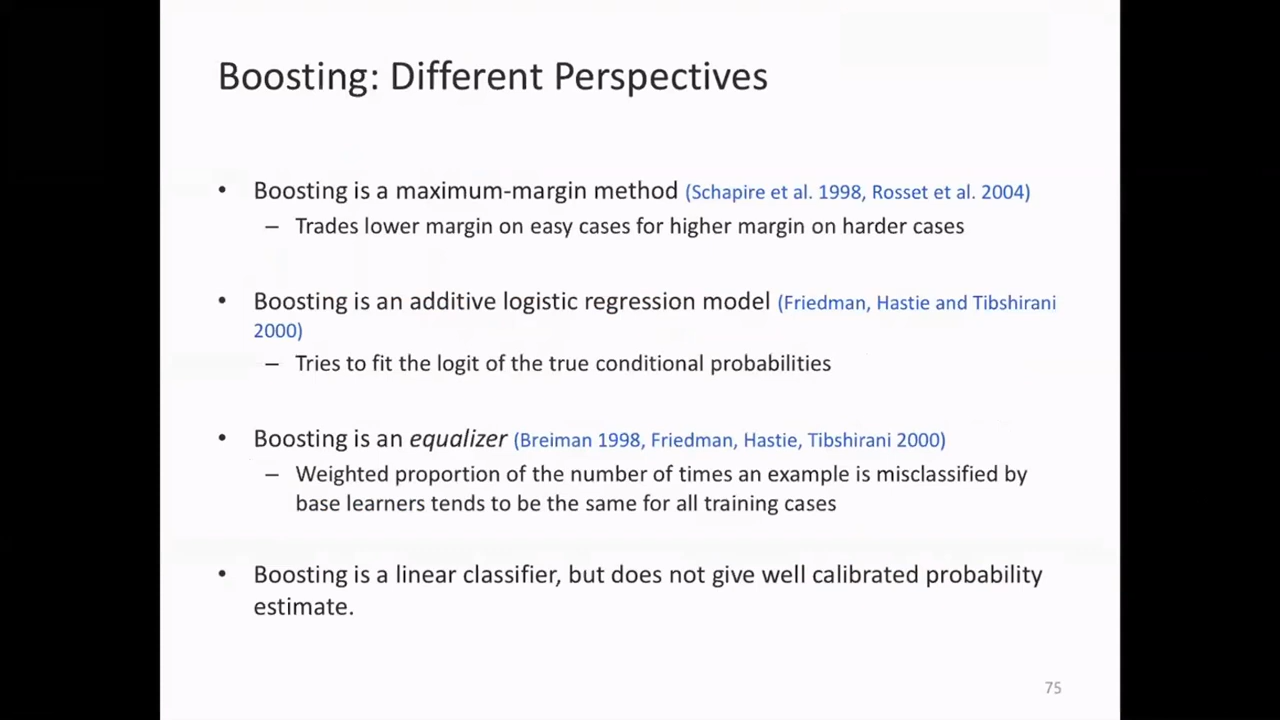 Boosting: Different Perspectives
• Boosting is a maximum-margin method (Schapire et al. 1998, Rosset et al. 2004)
– Trades lower margin on easy cases for higher margin on harder cases
• Boosting is an additive logistic regression model (Friedman, Hastie and Tibshirani
2000)
– Tries to fit the logit of the true conditional probabilities
• Boosting is an equalizer (Breiman 1998, Friedman, Hastie, Tibshirani 2000)
– Weighted proportion of the number of times an example is misclassified by
base learners tends to be the same for all training cases
• Boosting is a linear classifier, but does not give well calibrated probability
estimate.
75